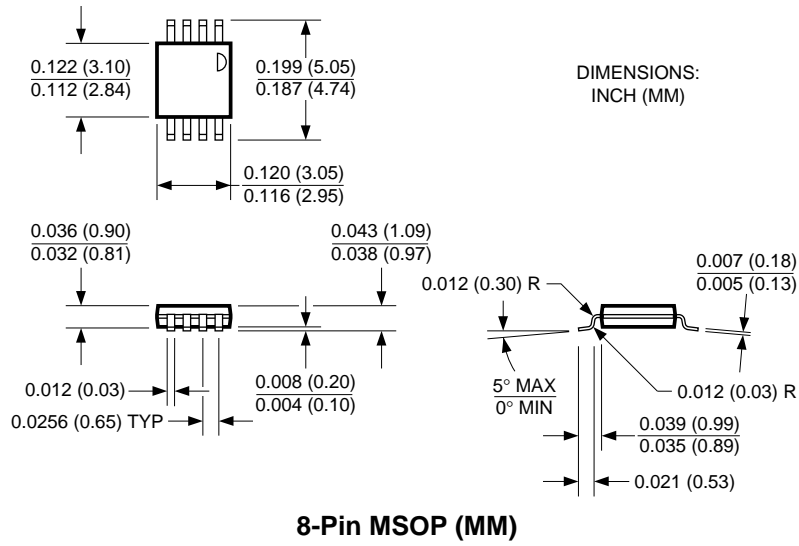 0.122 (3.10)
0.112 (2.84)
0.199 (5.05)
0.187 (4.74)
DIMENSIONS:
INCH (MM)
0.120 (3.05)
0.116 (2.95)
0.036 (0.90)
0.032 (0.81)
0.043 (1.09)
0.038 (0.97)
0.007 (0.18)
0.005 (0.13)
0.012 (0.30) R
0.012 (0.03)
0.008 (0.20)
0.004 (0.10)
5° MAX
0° MIN
0.012 (0.03) R
0.0256 (0.65) TYP
0.039 (0.99)
0.035 (0.89)
0.021 (0.53)
8-Pin MSOP (MM)